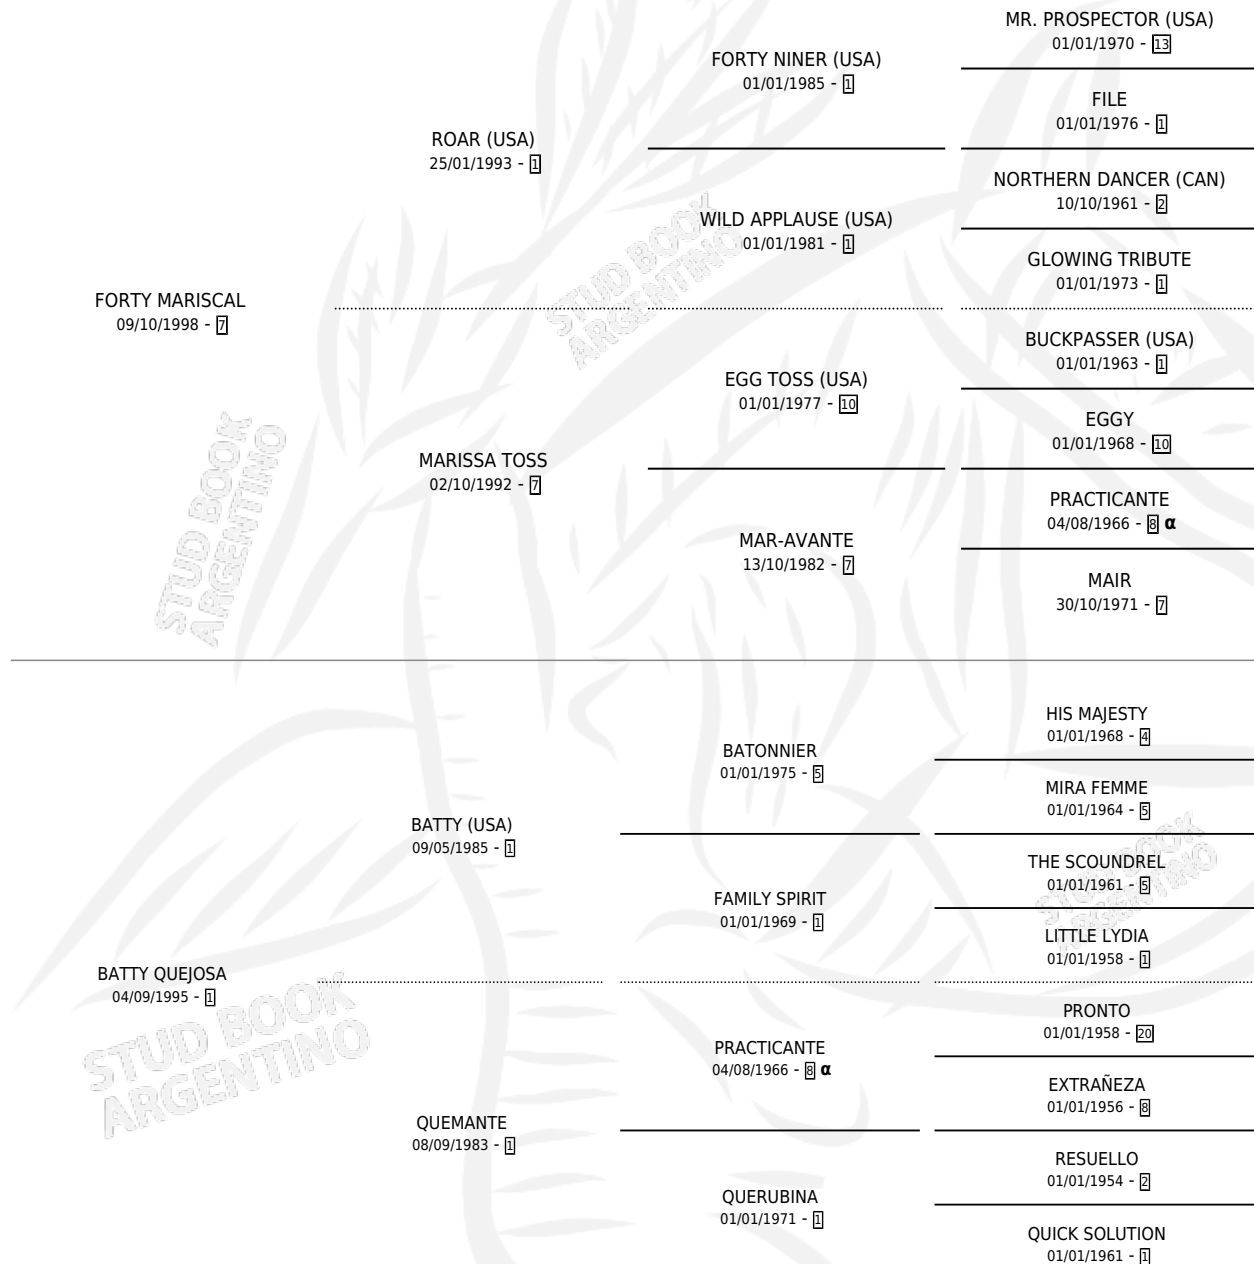 MR. PROSPECTOR (USA)
01/01/1970 - 13
FORTY NINER (USA)
01/01/1985 - 1
FILE
01/01/1976 - 1
ROAR (USA)
25/01/1993 - 1
NORTHERN DANCER (CAN)
10/10/1961 - 2
WILD APPLAUSE (USA)
01/01/1981 - 1
GLOWING TRIBUTE
01/01/1973 - 1
FORTY MARISCAL
09/10/1998 - 7
BUCKPASSER (USA)
01/01/1963 - 1
EGG TOSS (USA)
01/01/1977 - 10
EGGY
01/01/1968 - 10
MARISSA TOSS
02/10/1992 - 7
PRACTICANTE
04/08/1966 - 8 α
MAR-AVANTE
13/10/1982 - 7
MAIR
30/10/1971 - 7
HIS MAJESTY
01/01/1968 - 4
BATONNIER
01/01/1975 - 5
MIRA FEMME
01/01/1964 - 5
BATTY (USA)
09/05/1985 - 1
THE SCOUNDREL
01/01/1961 - 5
FAMILY SPIRIT
01/01/1969 - 1
LITTLE LYDIA
01/01/1958 - 1
BATTY QUEJOSA
04/09/1995 - 1
PRONTO
01/01/1958 - 20
PRACTICANTE
04/08/1966 - 8 α
EXTRAÑEZA
01/01/1956 - 8
QUEMANTE
08/09/1983 - 1
RESUELLO
01/01/1954 - 2
QUERUBINA
01/01/1971 - 1
QUICK SOLUTION
01/01/1961 - 1
STUD BOOK
ARGENTINO
STUD BOOK
ARGENTINO
STUD BOOK
ARGENTINO
STUD BOOK
ARGENTINO